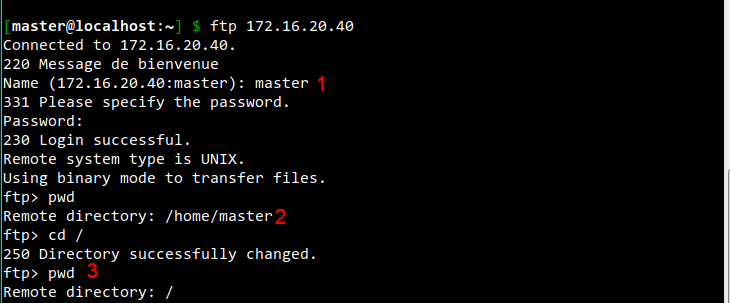 [master@localhost:~] $ ftp 172.16.20.40
Connected to 172.16.20.40.
220 Message de bienvenue
Name (172.16.20.40:master): master 1
331 Please specify the password.
Password:
230 Login successful.
Remote system type is UNIX.
Using binary mode to transfer files.
ftp> pwd
Remote directory: /home/master 2
ftp> cd /
250 Directory successfully changed.
ftp> pwd 3
Remote directory: /